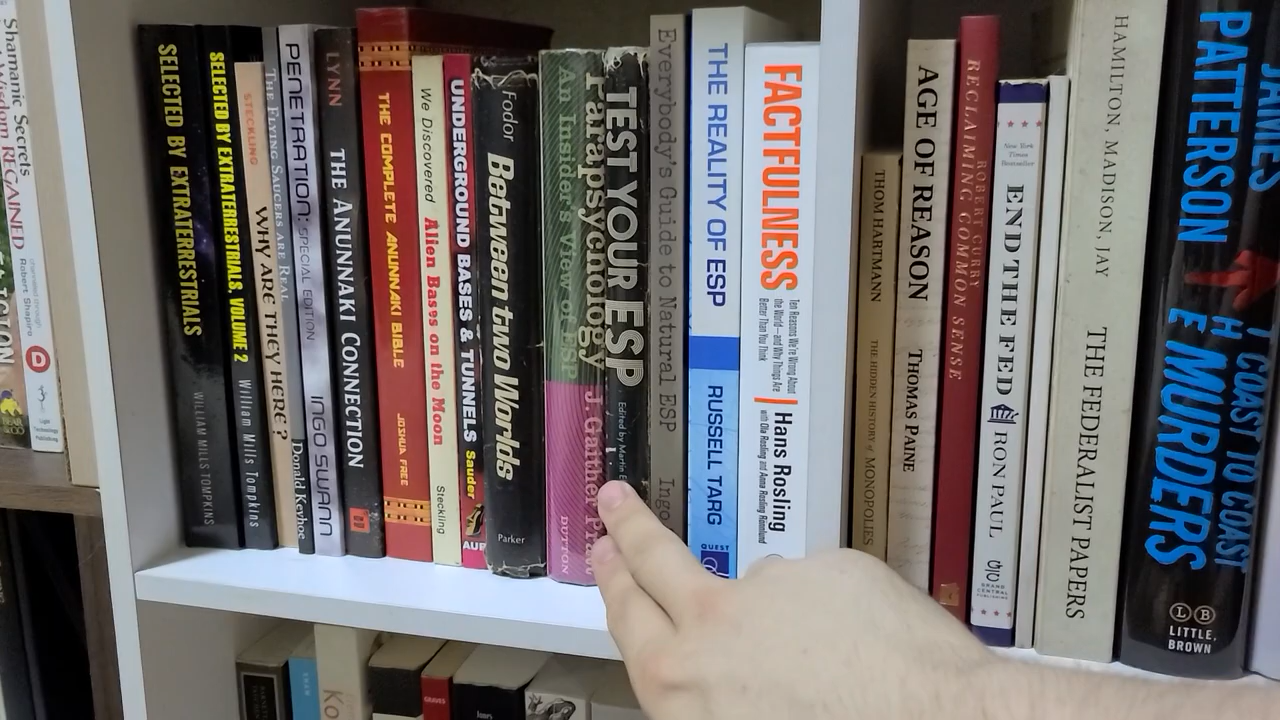 Shamanic Secrets
Wisdom REGAINED
channeled through
Robert Shapiro
Light
Technology
Publishing
SELECTED BY EXTRATERRESTRIALS
WILLIAM MILLS TOMPKINS
SELECTED BY EXTRATERRESTRIALS, VOLUME 2
William Mills Tompkins
STECKLING
WHY ARE THEY HERE?
The Flying Saucers are Real
Donald Keyhoe
PENETRATION: SPECIAL EDITION
INGO SWANN
LYNN
THE ANUNNAKI CONNECTION
THE COMPLETE ANUNNAKI BIBLE
JOSHUA FREE
We Discovered Alien Bases on the Moon
Steckling
UNDERGROUND BASES & TUNNELS Sauder
Fodor
Between two Worlds
Parker
Parapsychology
An Insider's View of ESP
DUTTON
TEST YOUR ESP
Edited by Martin E
Everybody's Guide to Natural ESP
Ingo
THE REALITY OF ESP
RUSSELL TARG
QUEST
FACTFULNESS
Ten Reasons We're Wrong About
the World—and Why Things Are
Better Than You Think
Hans Rosling
with Ola Rosling and Anna Rosling Rönnlund
THOM HARTMANN
THE HIDDEN HISTORY of MONOPOLIES
AGE OF REASON
THOMAS PAINE
ROBERT CURRY
RECLAIMING COMMON SENSE
New York
Times
Bestseller
END THE FED
RON PAUL
GRAND
CENTRAL
PUBLISHING
HAMILTON, MADISON, JAY
THE FEDERALIST PAPERS
JAMES
PATTERSON
T COAST TO COAST
MURDERS
L B
LITTLE,
BROWN